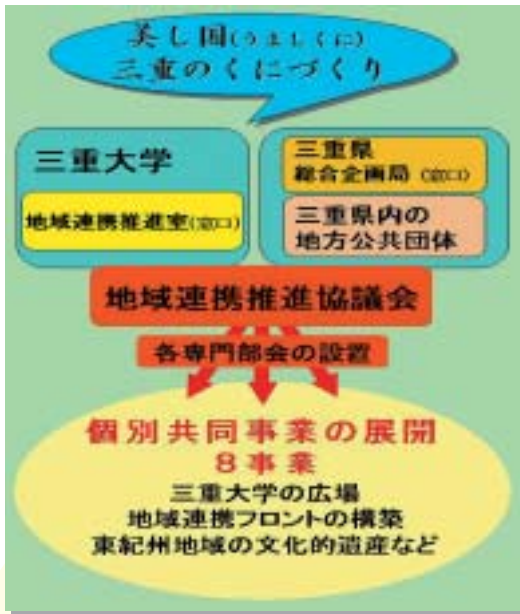 美し国(うましくに)
三重のくにづくり
三重大学
地域連携推進室(窓口)
三重県
総合企画局(窓口)
三重県内の
地方公共団体
地域連携推進協議会
各専門部会の設置
個別共同事業の展開
8事業
三重大学の広場
地域連携フロントの構築
東紀州地域の文化的遺産など